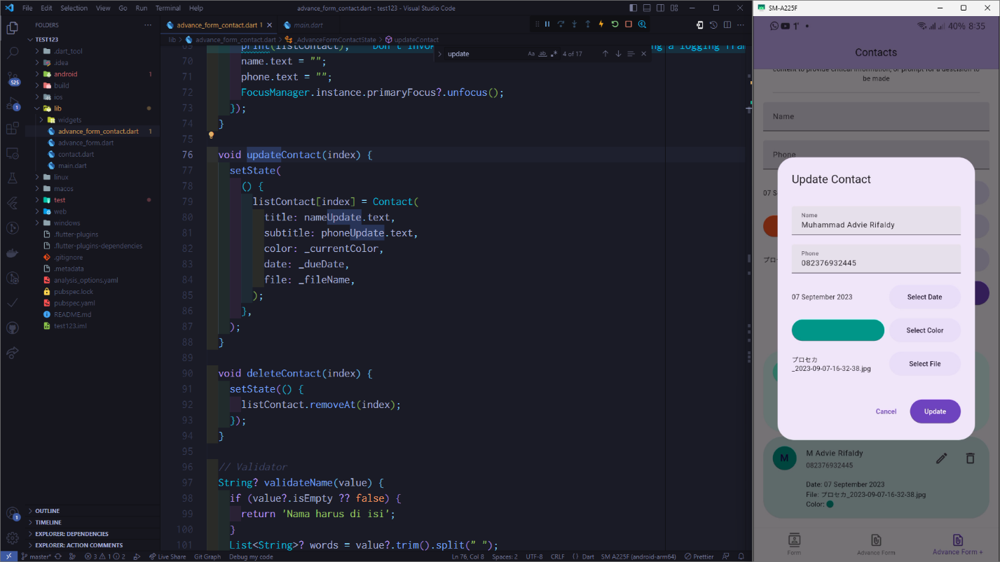 File Edit Selection View Go Run Terminal Help
advance_form_contact.dart - test123 - Visual Studio Code
FOLDERS
TEST123
.dart_tool
.idea
android 1
build
ios
lib
widgets
advance_form_contact.dart 1
advance_form.dart
contact.dart
main.dart
linux
macos
test
web
windows
.flutter-plugins
.flutter-plugins-dependencies
.gitignore
.metadata
analysis_options.yaml
pubspec.lock
pubspec.yaml
README.md
test123.iml
OUTLINE
TIMELINE
EXPLORER: DEPENDENCIES
EXPLORER: ACTION COMMENTS
525
1
1
advance_form_contact.dart 1
main.dart
lib > advance_form_contact.dart > _AdvanceFormContactState > updateContact
update
Aa ab 4 of 17
69 print(listContact); Don't invo
g a logging fram
70 name.text = "";
71 phone.text = "";
72 FocusManager.instance.primaryFocus?.unfocus();
73 });
74 }
75
76 void updateContact(index) {
77 setState(
78 () {
79 listContact[index] = Contact(
80 title: nameUpdate.text,
81 subtitle: phoneUpdate.text,
82 color: _currentColor,
83 date: _dueDate,
84 file: _fileName,
85 );
86 },
87 );
88 }
89
90 void deleteContact(index) {
91 setState(() {
92 listContact.removeAt(index);
93 });
94 }
95
96 // Validator
97 String? validateName(value) {
98 if (value?.isEmpty ?? false) {
99 return 'Nama harus di isi';
100 }
101 List<String>? words = value?.trim().split(" ");
master* 3 1 2 Live Share Git Graph Debug my code
Ln 76, Col 8 Spaces: 2 UTF-8 CRLF {} Dart SM A225F (android-arm64) Prettier
SM-A225F
40% 8:35
Contacts
content to provide critical information, or prompt for a descision to
be made
Name
Phone
07 S
プロ
Update Contact
Name
Muhammad Advie Rifaldy
Phone
082376932445
07 September 2023
Select Date
Select Color
プロセカ
_2023-09-07-16-32-38.jpg
Select File
Cancel
Update
M
M Advie Rifaldy
082376932445
Date: 07 September 2023
File: プロセカ_2023-09-07-16-32-38.jpg
Color:
Form
Advance Form
Advance Form +